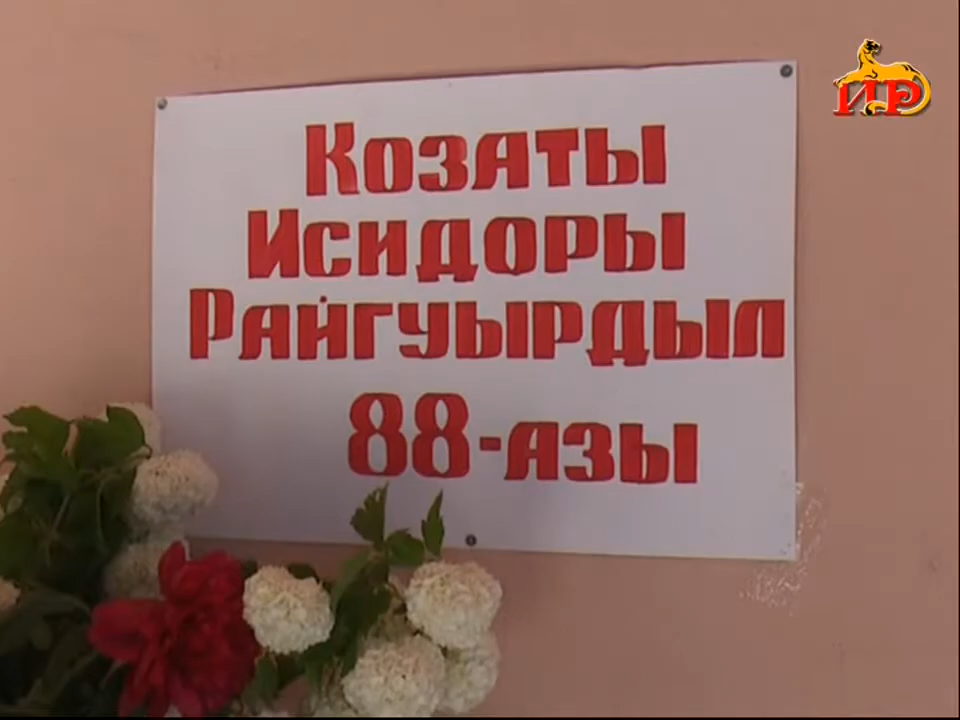 Козаты
Исидоры
Райгуырдыл
88-азы
ИР